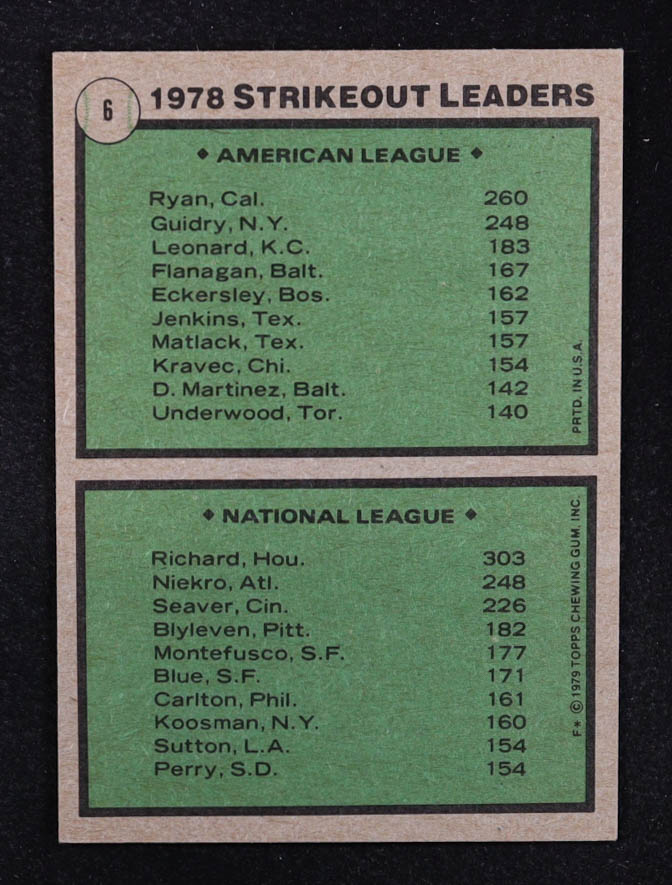 6
1978 STRIKEOUT LEADERS
♦ AMERICAN LEAGUE ♦
Ryan, Cal. 260
Guidry, N.Y. 248
Leonard, K.C. 183
Flanagan, Balt. 167
Eckersley, Bos. 162
Jenkins, Tex. 157
Matlack, Tex. 157
Kravec, Chi. 154
D. Martinez, Balt. 142
Underwood, Tor. 140
PRTD. IN U.S.A.
♦ NATIONAL LEAGUE ♦
Richard, Hou. 303
Niekro, Atl. 248
Seaver, Cin. 226
Blyleven, Pitt. 182
Montefusco, S.F. 177
Blue, S.F. 171
Carlton, Phil. 161
Koosman, N.Y. 160
Sutton, L.A. 154
Perry, S.D. 154
F* © 1979 TOPPS CHEWING GUM, INC.